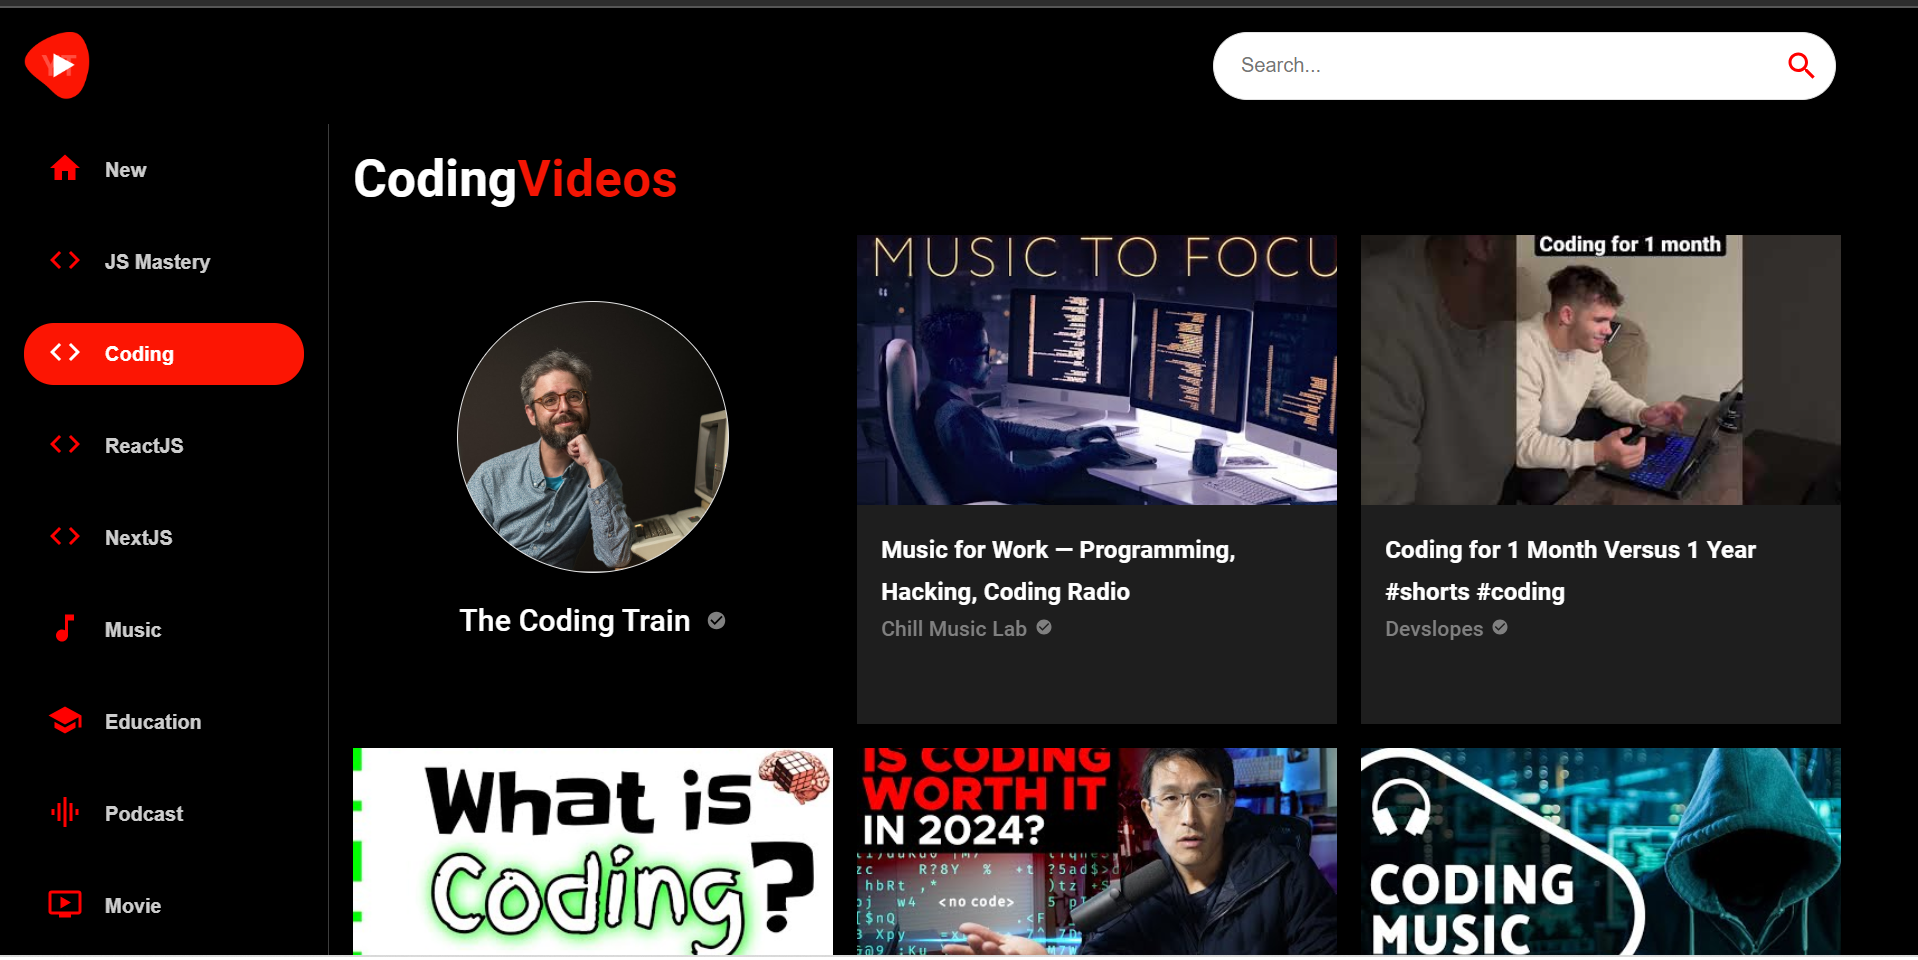 YT
Search...
New
JS Mastery
Coding
ReactJS
NextJS
Music
Education
Podcast
Movie
CodingVideos
The Coding Train
MUSIC TO FOCU
Music for Work — Programming,
Hacking, Coding Radio
Chill Music Lab
Coding for 1 month
Coding for 1 Month Versus 1 Year
#shorts #coding
Devslopes
What is
Coding?
IS CODING
WORTH IT
IN 2024?
<no code>
CODING
MUSIC